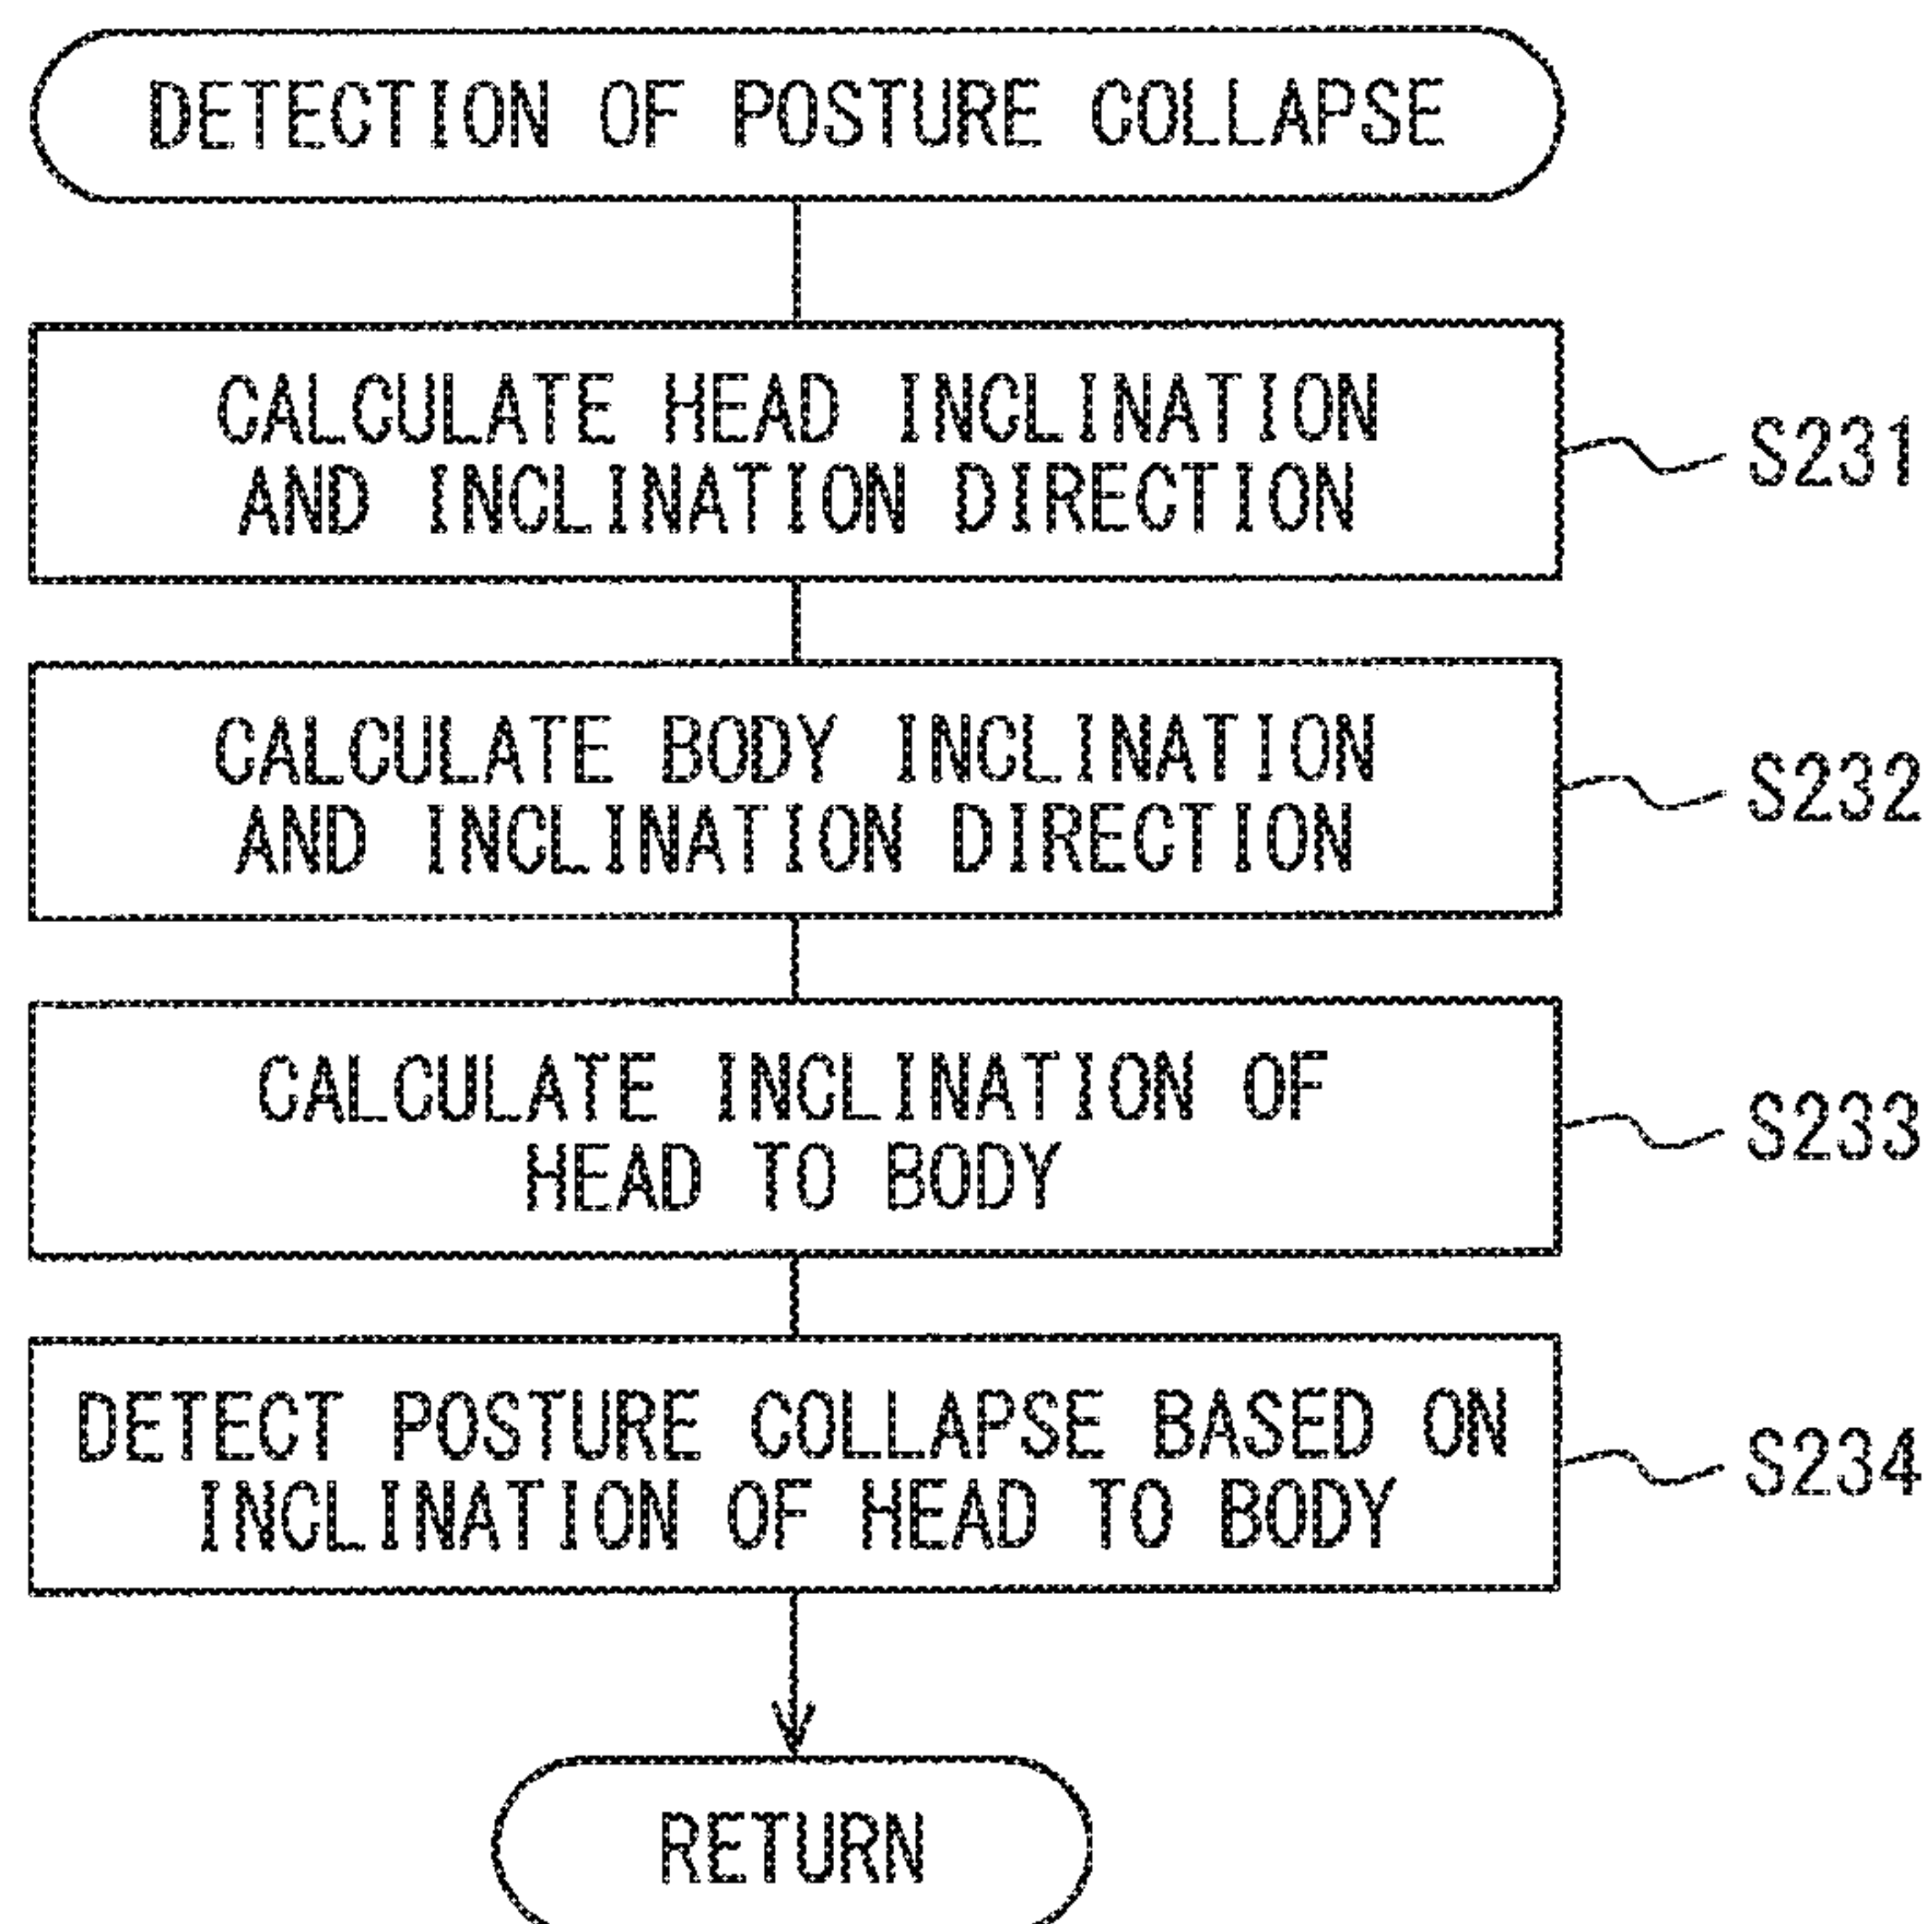 DETECTION OF POSTURE COLLAPSE
CALCULATE HEAD INCLINATION
AND INCLINATION DIRECTION
S231
CALCULATE BODY INCLINATION
AND INCLINATION DIRECTION
S232
CALCULATE INCLINATION OF
HEAD TO BODY
S233
DETECT POSTURE COLLAPSE BASED ON
INCLINATION OF HEAD TO BODY
S234
RETURN